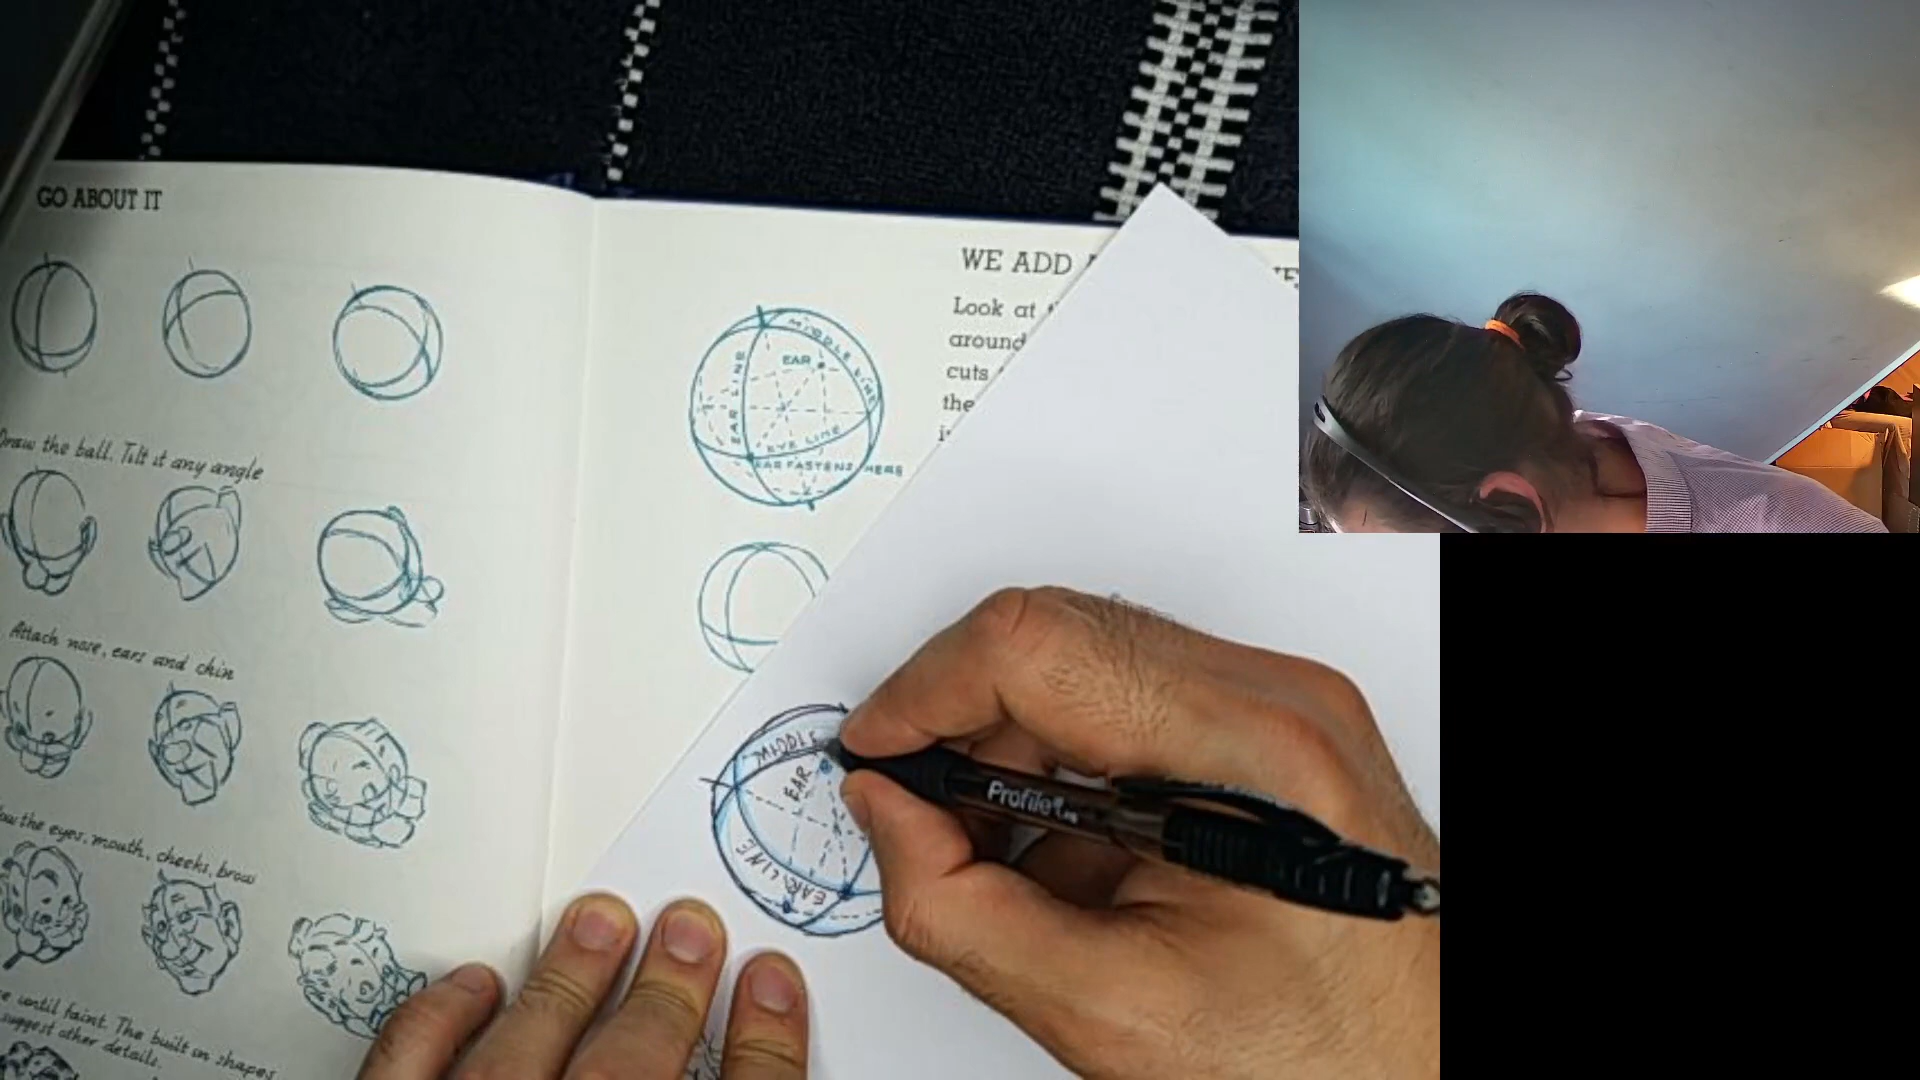 GO ABOUT IT
Draw the ball. Tilt it any angle
Attach nose, ears and chin
the eyes, mouth, cheeks, brow
until faint. The built on shapes
suggest other details.
WE ADD
Look at
around
cuts
the
MIDDLE LINE
EAR
EAR LINE
EYE LINE
EAR FASTENS HERE
MIDDLE
EAR
EAR LINE
EAR
Profile